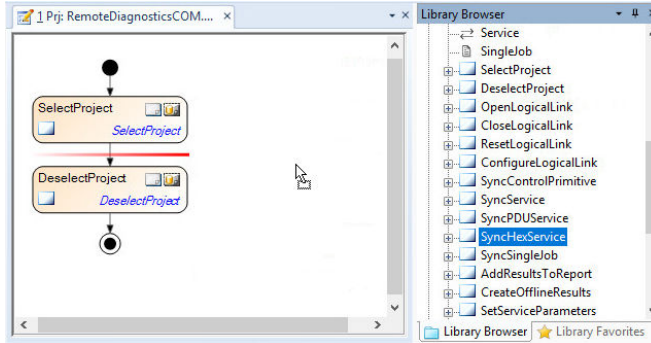 1 Prj: RemoteDiagnosticsCOM....
SelectProject
SelectProject
DeselectProject
DeselectProject
Library Browser
Service
SingleJob
SelectProject
DeselectProject
OpenLogicalLink
CloseLogicalLink
ResetLogicalLink
ConfigureLogicalLink
SyncControlPrimitive
SyncService
SyncPDUService
SyncHexService
SyncSingleJob
AddResultsToReport
CreateOfflineResults
SetServiceParameters
Library Browser Library Favorites